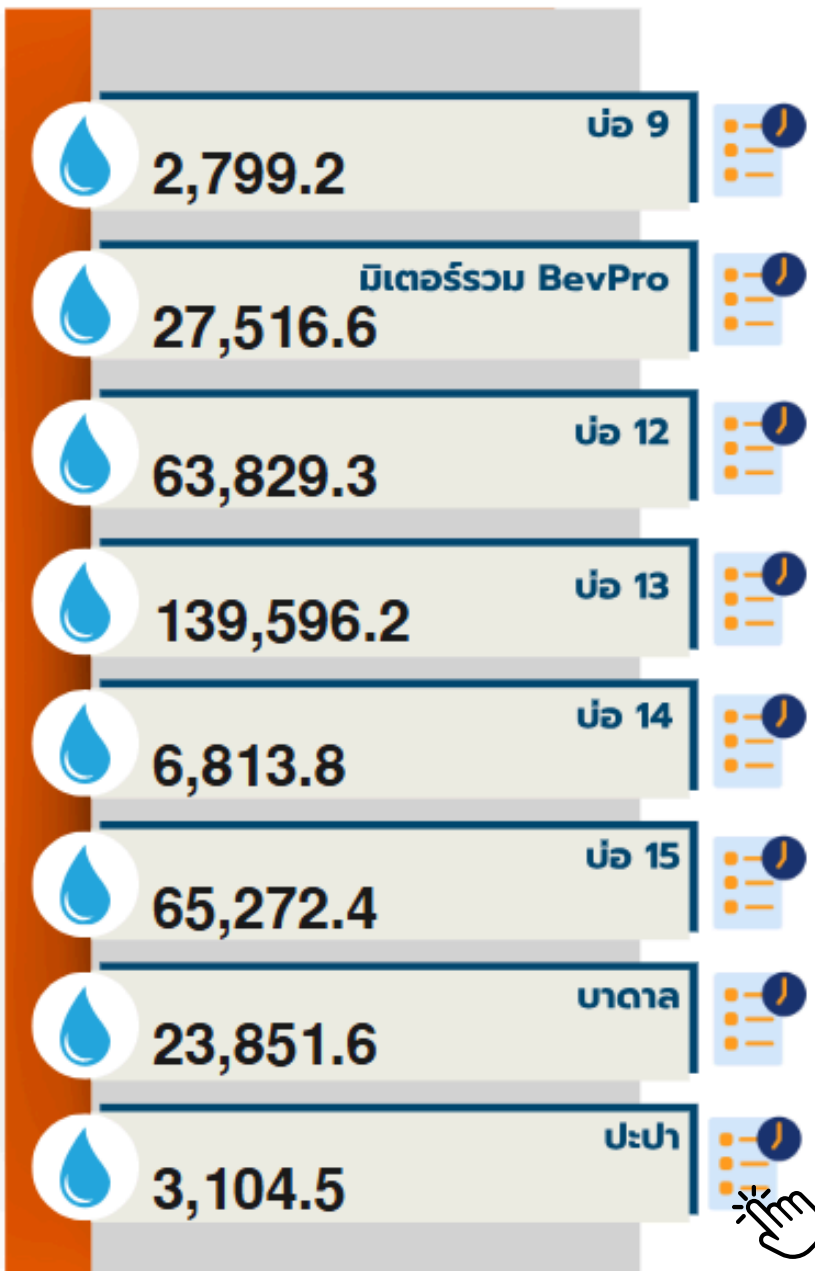 บ่อ 9
2,799.2
มิเตอร์รวม BevPro
27,516.6
บ่อ 12
63,829.3
บ่อ 13
139,596.2
บ่อ 14
6,813.8
บ่อ 15
65,272.4
บาดาล
23,851.6
ปะปา
3,104.5